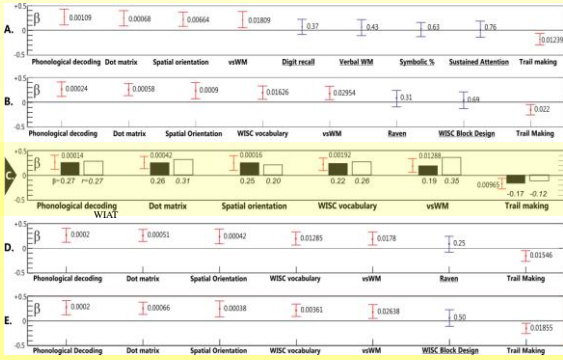 +0.5
A. β 0.00109 0.00068 0.00664 0.01809 0.37 0.43 0.63 0.76 0.01239
0
0.5
Phonological decoding Dot matrix Spatial orientation vsWM Digit recall Verbal WM Symbolic % Sustained Attention Trail making
+0.5
B. β 0.00024 0.00058 0.0009 0.01626 0.02954 0.31 0.69 0.022
0
-0.5
Phonological decoding Dot matrix Spatial Orientation WISC vocabulary vsWM Raven WISC Block Design Trail Making
+0.5
C β 0.00014 0.00042 0.00016 0.00192 0.01288 0.00965
0
β=0.27 r=0.27 0.26 0.31 0.25 0.20 0.22 0.26 0.19 0.35 -0.17 -0.12
-0.5
Phonological decoding Dot matrix Spatial orientation WISC vocabulary vsWM Trail making
WIAT
+0.5
D. β 0.0002 0.00051 0.00042 0.01285 0.0178 0.25 0.01546
0
-0.5
Phonological decoding Dot matrix Spatial Orientation WISC vocabulary vsWM Raven Trail Making
+0.5
E. β 0.0002 0.00066 0.00038 0.00361 0.02638 0.50 0.01855
0
-0.5
Phonological Decoding Dot matrix Spatial Orientation WISC vocabulary vsWM WISC Block Design Trail Making